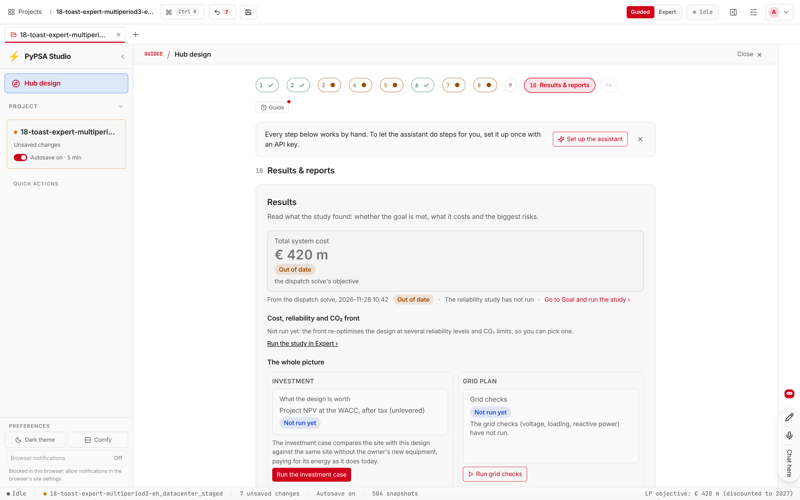 Projects / 18-toast-expert-multiperiod3-e... Ctrl K 7 Guided Expert Idle A
18-toast-expert-multiperi...
PyPSA Studio
GUIDED / Hub design Close
Hub design
1 2 3 4 5 6 7 8 9 10 Results & reports
PROJECT
Guide
18-toast-expert-multiperi...
Unsaved changes
Autosave on · 5 min
Every step below works by hand. To let the assistant do steps for you, set it up once with
an API key.
Set up the assistant
10 Results & reports
QUICK ACTIONS
Results
Read what the study found: whether the goal is met, what it costs and the biggest risks.
Total system cost
€ 420 m
Out of date
the dispatch solve's objective
From the dispatch solve, 2026-11-28 10:42 Out of date · The reliability study has not run · Go to Goal and run the study ›
Cost, reliability and CO₂ front
Not run yet: the front re-optimises the design at several reliability levels and CO₂ limits, so you can pick one.
Run the study in Expert ›
The whole picture
INVESTMENT
What the design is worth
Project NPV at the WACC, after tax (unlevered)
Not run yet
The investment case compares the site with this design
against the same site without the owner's new equipment,
paying for its energy as it does today.
Run the investment case
GRID PLAN
Grid checks
Not run yet
The grid checks (voltage, loading, reactive power)
have not run.
Run grid checks
PREFERENCES
Dark theme Comfy
Browser notifications Off
Blocked in this browser: allow notifications in the
browser's site settings
Chat here
Idle 18-toast-expert-multiperiod3-eh_datacenter_staged 7 unsaved changes Autosave on 504 snapshots LP objective: € 420 m (discounted to 2027)